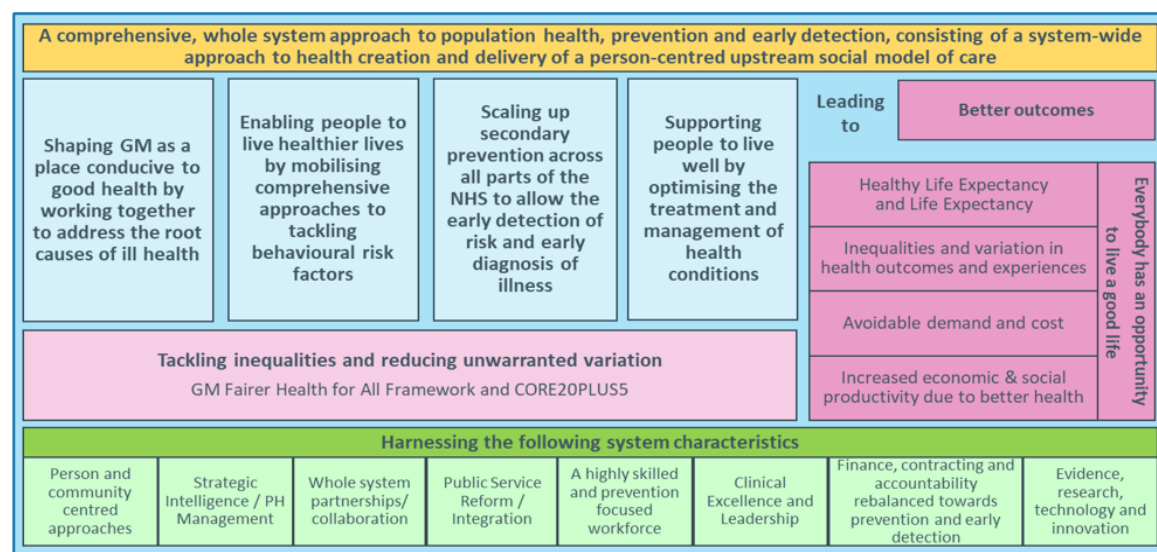 A comprehensive, whole system approach to population health, prevention and early detection, consisting of a system-wide
approach to health creation and delivery of a person-centred upstream social model of care
Shaping GM as a
place conducive to
good health by
working together
to address the root
causes of ill health
Enabling people to
live healthier lives
by mobilising
comprehensive
approaches to
tackling
behavioural risk
factors
Scaling up
secondary
prevention across
all parts of the
NHS to allow the
early detection of
risk and early
diagnosis of
illness
Supporting
people to live
well by
optimising the
treatment and
management of
health
conditions
Leading
to
Better outcomes
Healthy Life Expectancy
and Life Expectancy
Inequalities and variation in
health outcomes and experiences
Avoidable demand and cost
Increased economic & social
productivity due to better health
Everybody has an opportunity
to live a good life
Tackling inequalities and reducing unwarranted variation
GM Fairer Health for All Framework and CORE20PLUS5
Harnessing the following system characteristics
Person and
community
centred
approaches
Strategic
Intelligence / PH
Management
Whole system
partnerships/
collaboration
Public Service
Reform /
Integration
A highly skilled
and prevention
focused
workforce
Clinical
Excellence and
Leadership
Finance, contracting and
accountability
rebalanced towards
prevention and early
detection
Evidence,
research,
technology and
innovation